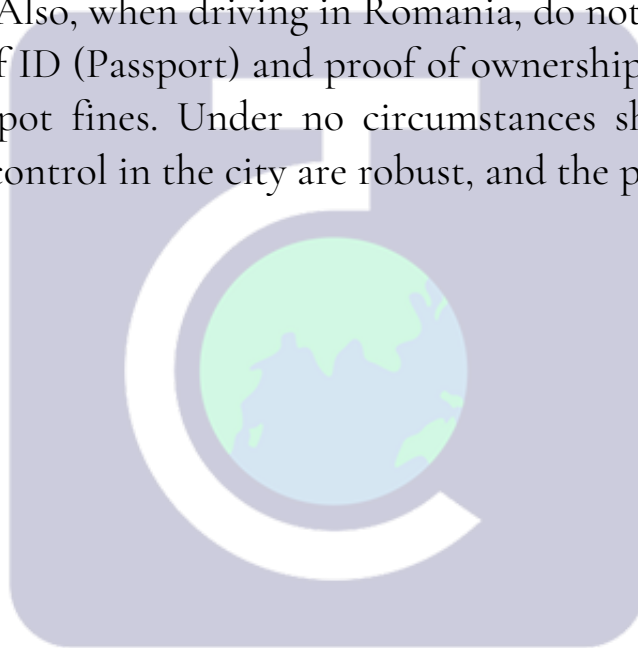 Also, when driving in Romania, do not
f ID (Passport) and proof of ownership
pot fines. Under no circumstances sh
control in the city are robust, and the p